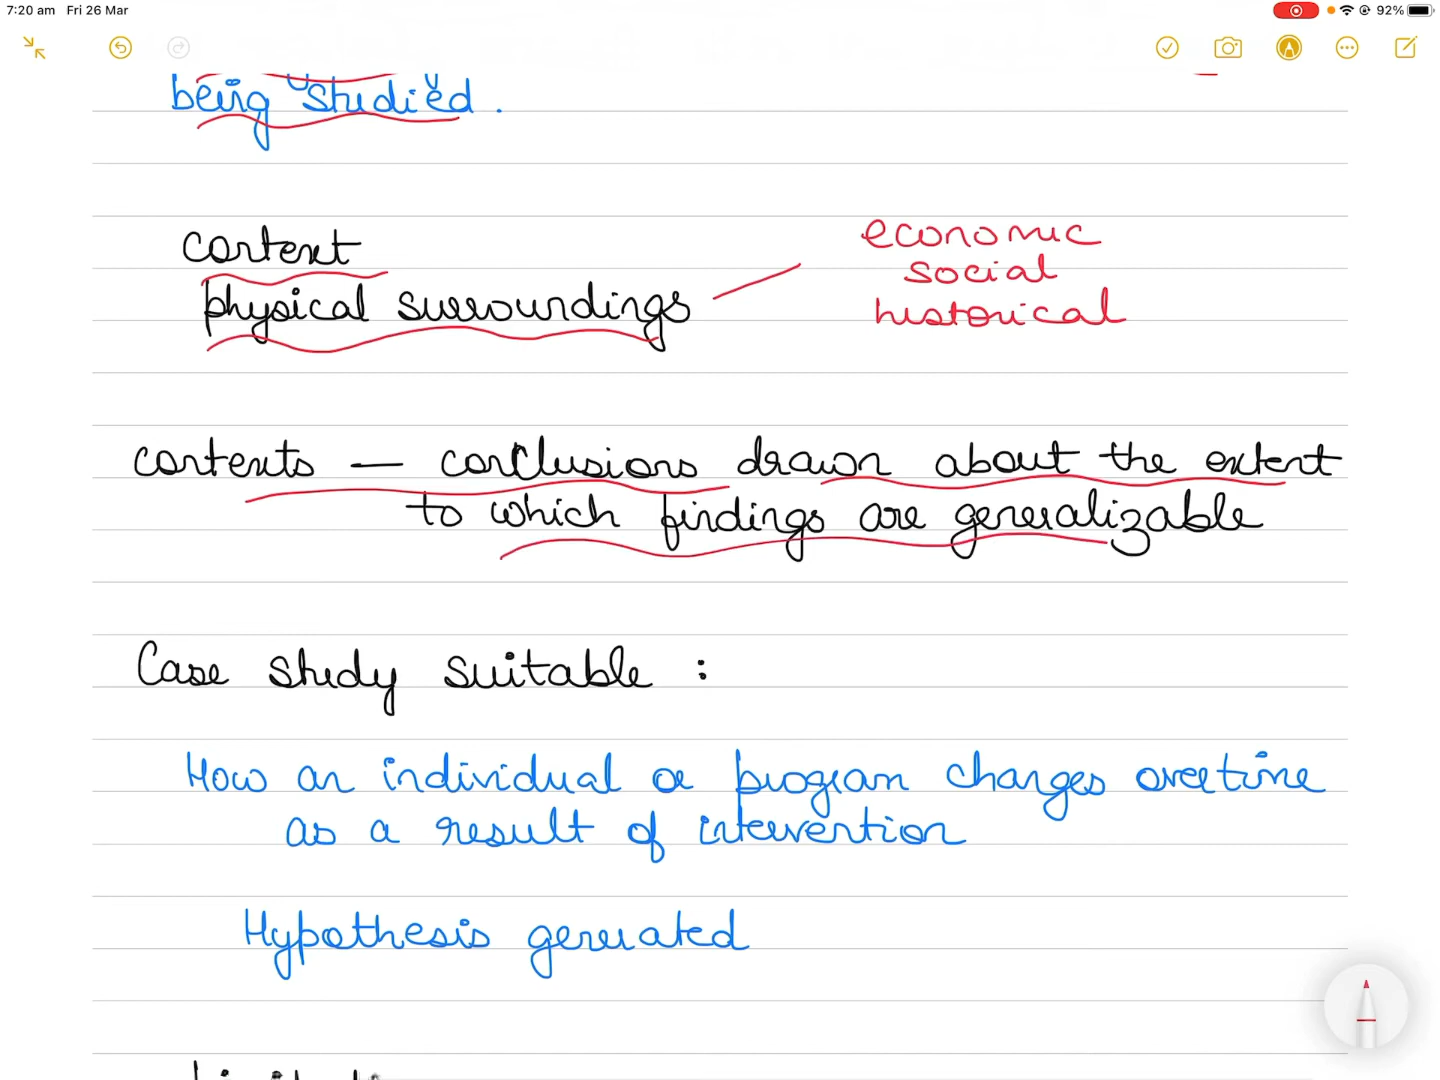 7:20 am Fri 26 Mar
92%
being studied.
context
economic
social
historical
physical surroundings
contexts — conclusions drawn about the extent
to which findings are generalizable
Case study suitable :
How an individual or program changes overtime
as a result of intervention
Hypothesis generated